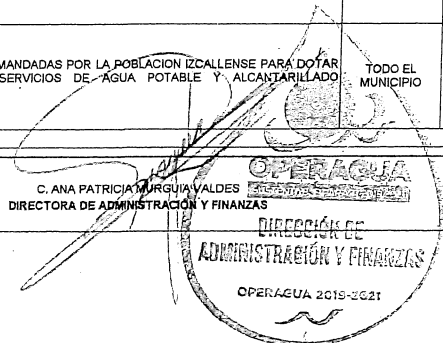 MANDADAS POR LA POBLACION IZCALLENSE PARA DOTAR
SERVICIOS DE AGUA POTABLE Y ALCANTARILLADO
TODO EL
MUNICIPIO
C. ANA PATRICIA MURGUIA VALDES
DIRECTORA DE ADMINISTRACIÓN Y FINANZAS
OPERAGUA
DIRECCIÓN DE
ADMINISTRACIÓN Y FINANZAS
OPERAGUA 2019-2021